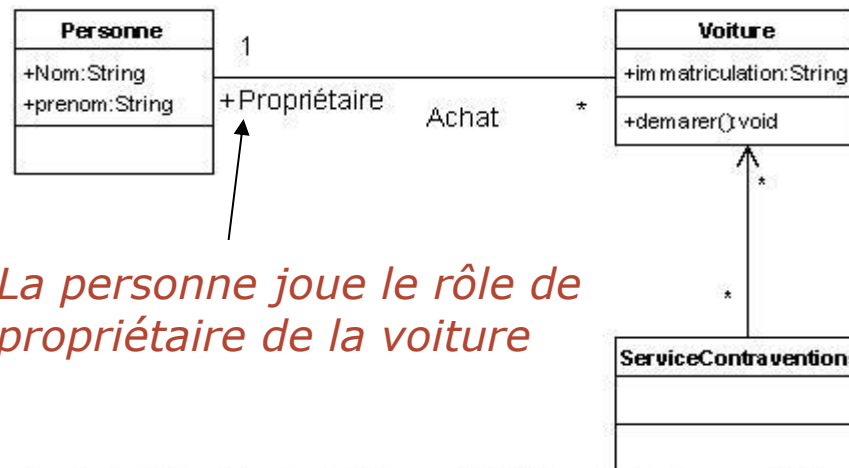 Personne
+Nom:String
+prenom:String
1
+Propriétaire
Achat
*
Voiture
+immatriculation:String
+demarer():void
*
*
La personne joue le rôle de
propriétaire de la voiture
ServiceContravention